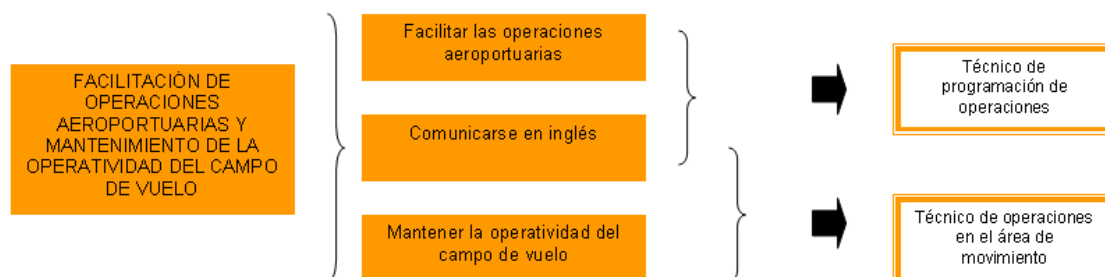 FACILITACIÓN DE
OPERACIONES
AEROPORTUARIAS Y
MANTENIMIENTO DE LA
OPERATIVIDAD DEL CAMPO
DE VUELO
Facilitar las operaciones
aeroportuarias
Comunicarse en inglés
Mantener la operatividad del
campo de vuelo
Técnico de
programación de
operaciones
Técnico de operaciones
en el área de
movimiento